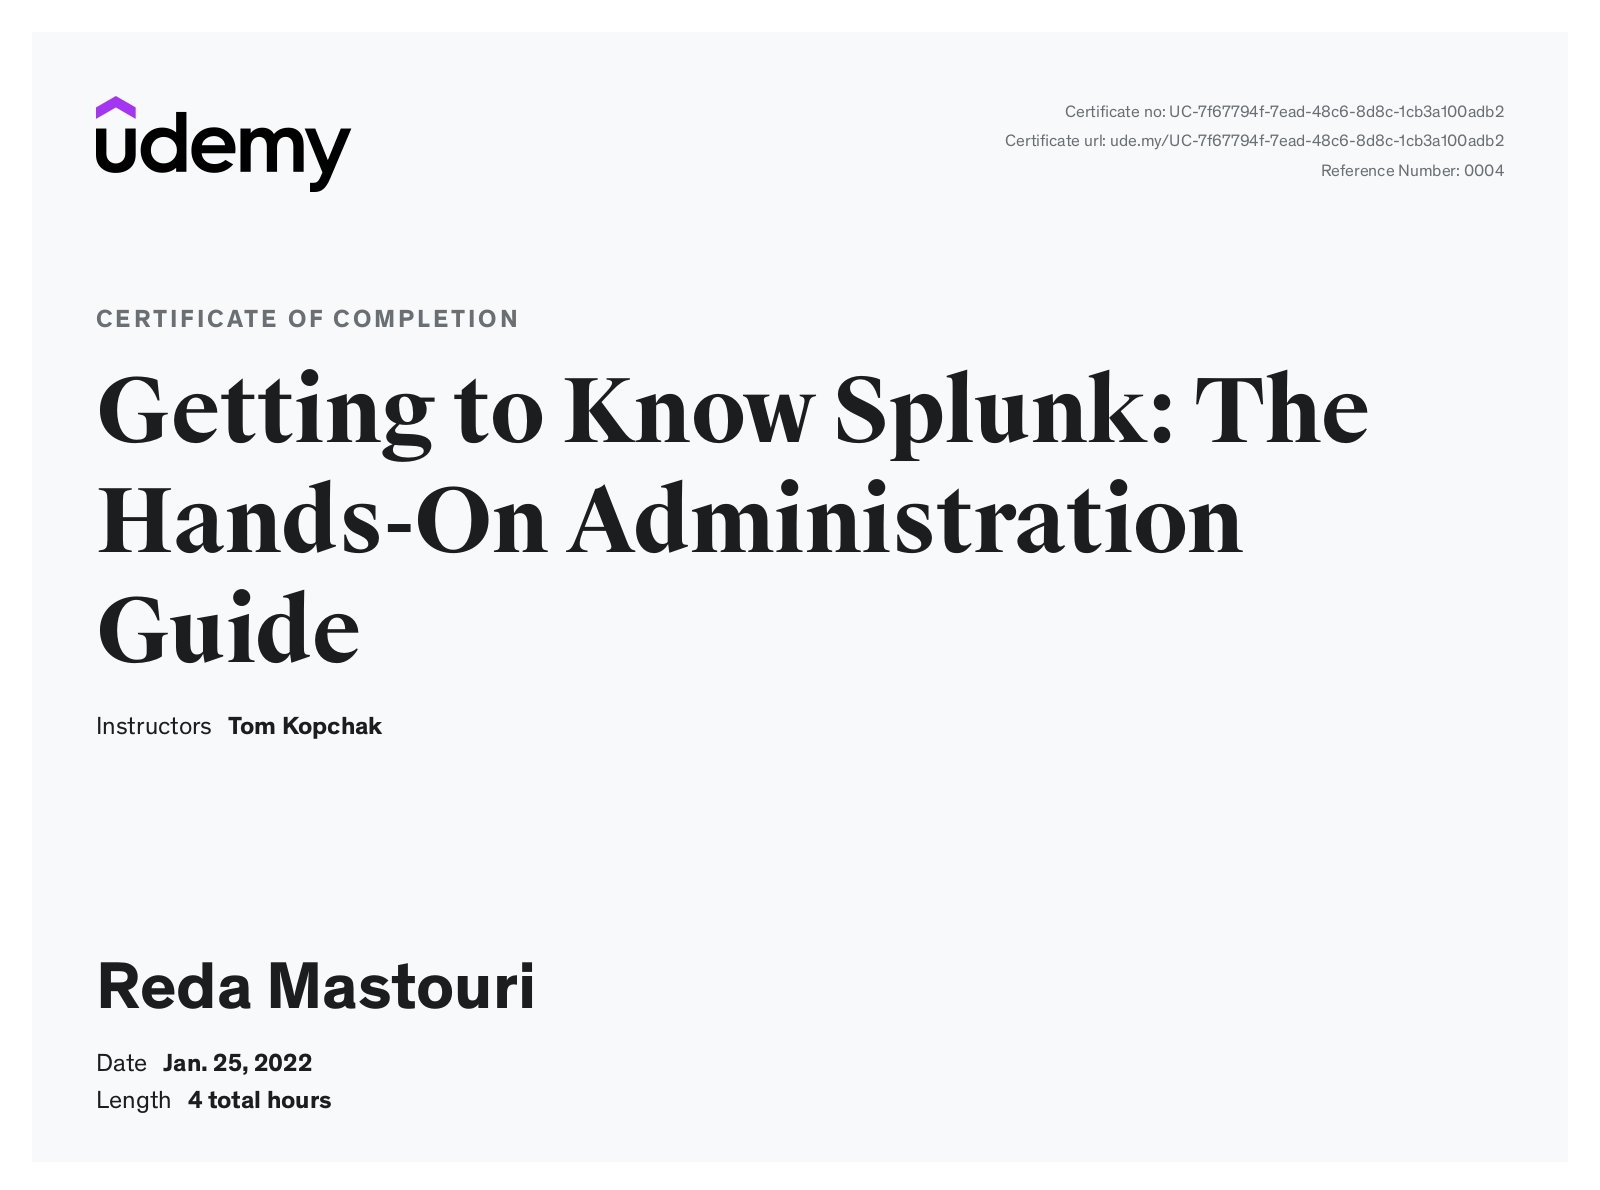 udemy
Certificate no: UC-7f67794f-7ead-48c6-8d8c-1cb3a100adb2
Certificate url: ude.my/UC-7f67794f-7ead-48c6-8d8c-1cb3a100adb2
Reference Number: 0004
CERTIFICATE OF COMPLETION
Getting to Know Splunk: The
Hands-On Administration
Guide
Instructors Tom Kopchak
Reda Mastouri
Date Jan. 25, 2022
Length 4 total hours